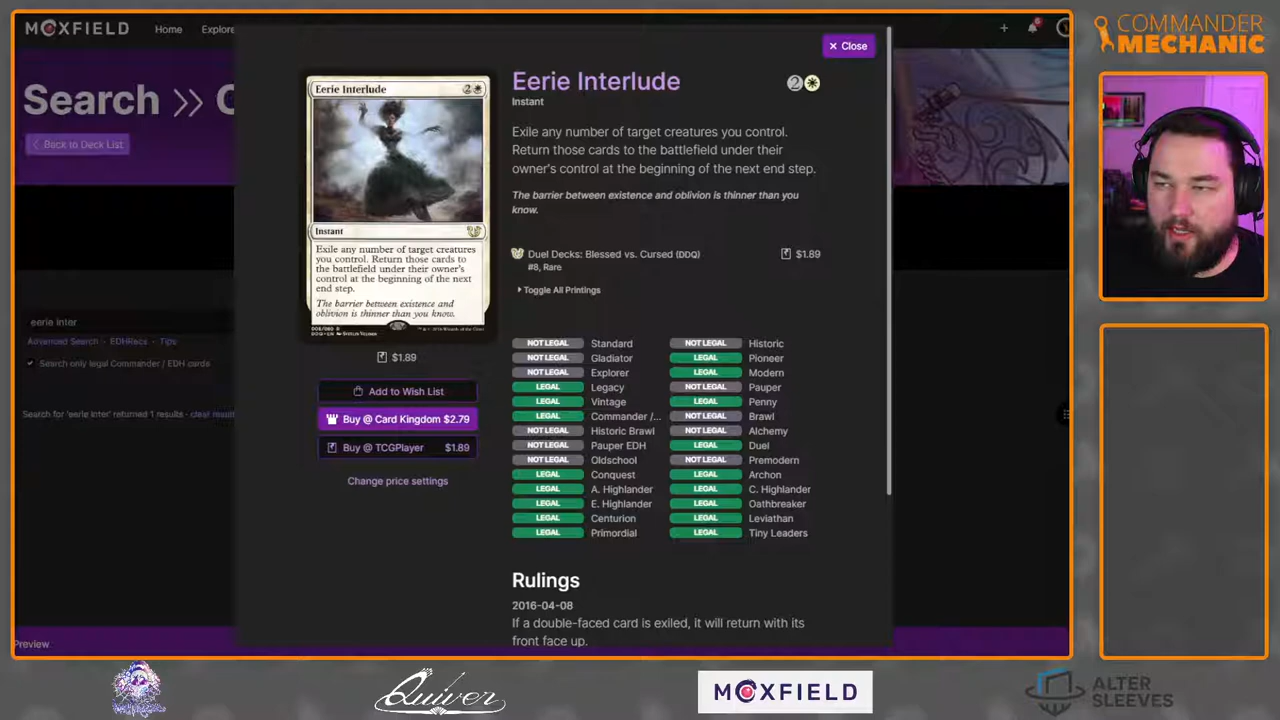 MOXFIELD
Home
Explore
Search >> C
Back to Deck List
eerie inter
Advanced Search
EDHRecs
Tips
Search only legal Commander / EDH cards
Search for 'eerie inter' returned 1 results - clear
Preview
× Close
Eerie Interlude
2
Instant
Exile any number of target creatures
you control. Return those cards to
the battlefield under their owner's
control at the beginning of the next
end step.
The barrier between existence and
oblivion is thinner than you know.
$1.89
Add to Wish List
Buy @ Card Kingdom $2.79
Buy @ TCGPlayer $1.89
Change price settings
Eerie Interlude
2
Instant
Exile any number of target creatures you control.
Return those cards to the battlefield under their
owner's control at the beginning of the next end step.
The barrier between existence and oblivion is thinner than you
know.
Duel Decks: Blessed vs. Cursed (DDQ) $1.89
#8, Rare
Toggle All Printings
NOT LEGAL Standard NOT LEGAL Historic
NOT LEGAL Gladiator LEGAL Pioneer
NOT LEGAL Explorer LEGAL Modern
LEGAL Legacy NOT LEGAL Pauper
LEGAL Vintage LEGAL Penny
LEGAL Commander /... NOT LEGAL Brawl
NOT LEGAL Historic Brawl NOT LEGAL Alchemy
NOT LEGAL Pauper EDH LEGAL Duel
NOT LEGAL Oldschool NOT LEGAL Premodern
LEGAL Conquest LEGAL Archon
LEGAL A. Highlander LEGAL C. Highlander
LEGAL E. Highlander LEGAL Oathbreaker
LEGAL Centurion LEGAL Leviathan
LEGAL Primordial LEGAL Tiny Leaders
Rulings
2016-04-08
If a double-faced card is exiled, it will return with its
front face up.
COMMANDER
MECHANIC
Quiver
MOXFIELD
ALTER
SLEEVES